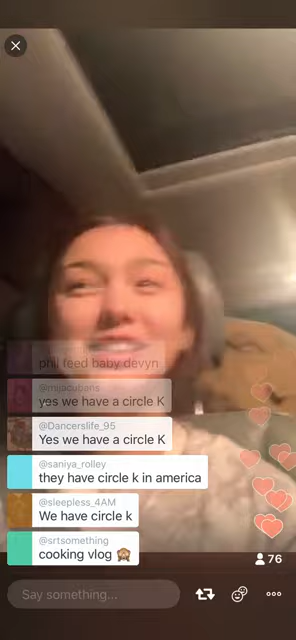 phil feed baby devyn
@mijacubans
yes we have a circle K
@Dancerslife_95
Yes we have a circle K
@saniya_rolley
they have circle k in america
@sleepless_4AM
We have circle k
@srtsomething
cooking vlog 🙈
76
Say something...